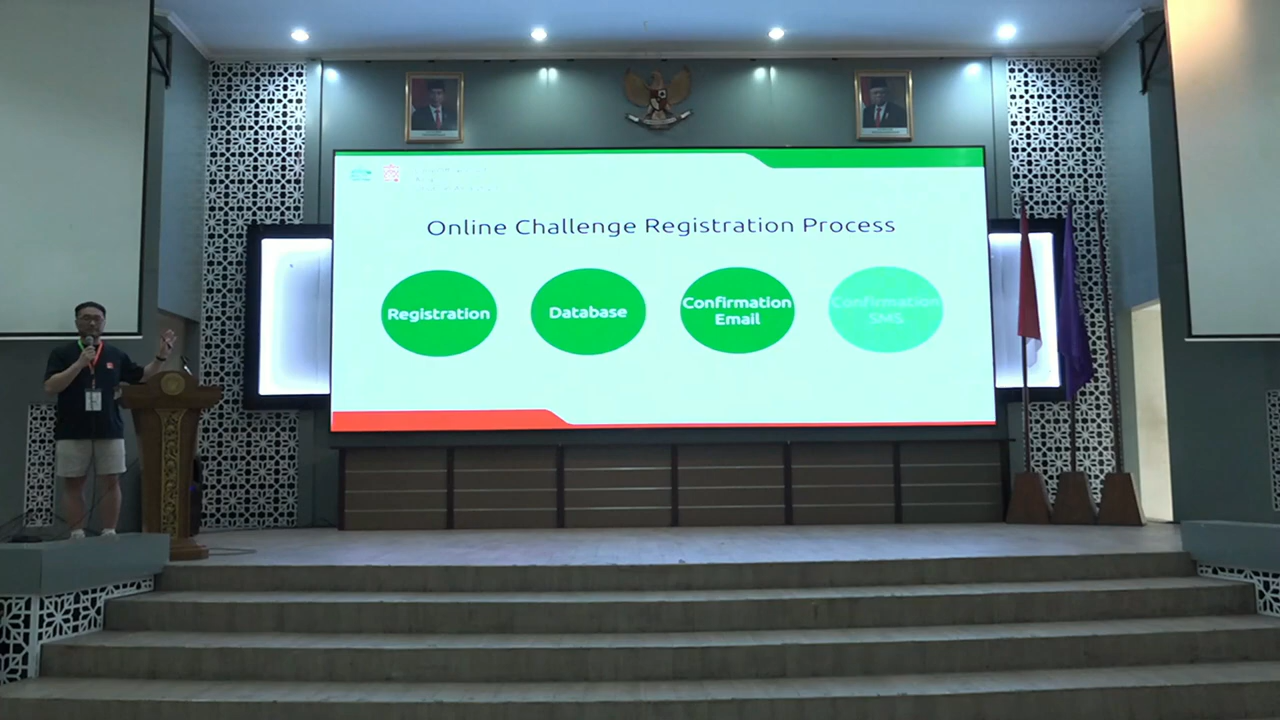 Online Challenge Registration Process
Registration
Database
Confirmation
Email
Confirmation
SMS